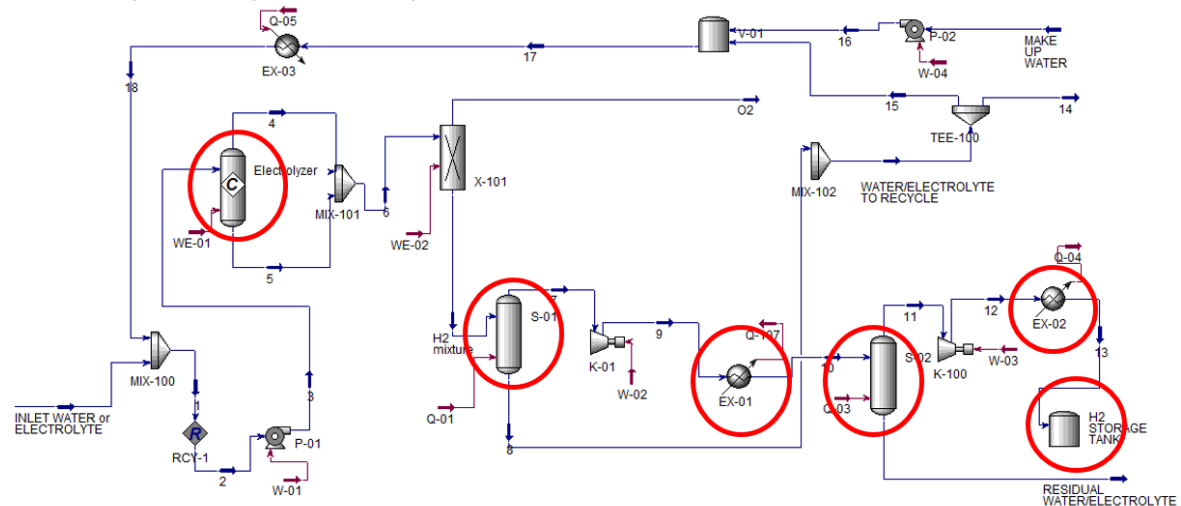 Q-05
EX-03
17
V-01
16
P-02
W-04
MAKE
UP
WATER
18
15
14
TEE-100
O2
4
Electrolyzer
C
MIX-101
6
X-101
WE-01
WE-02
5
MIX-102
WATER/ELECTROLYTE
TO RECYCLE
7
S-01
H2
mixture
K-01
9
W-02
Q-01
8
Q-107
EX-01
10
11
S-02
Q-03
K-100
12
W-03
Q-04
EX-02
13
H2
STORAGE
TANK
MIX-100
INLET WATER or
ELECTROLYTE
1
R
RCY-1
2
3
P-01
W-01
RESIDUAL
WATER/ELECTROLYTE